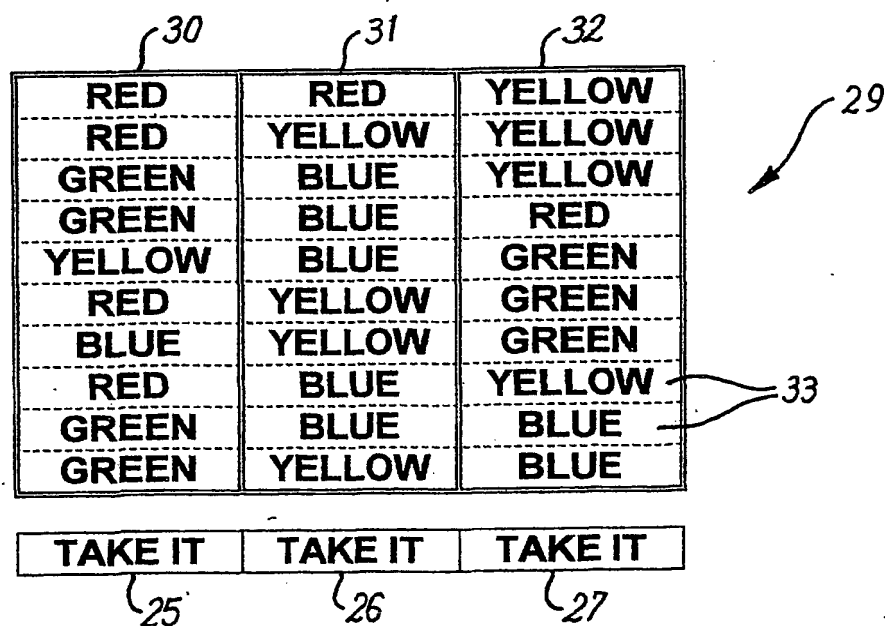 30 31 32
RED RED YELLOW
RED YELLOW YELLOW
29
GREEN BLUE YELLOW
GREEN BLUE RED
YELLOW BLUE GREEN
RED YELLOW GREEN
BLUE YELLOW GREEN
RED BLUE YELLOW
33
GREEN BLUE BLUE
GREEN YELLOW BLUE
TAKE IT TAKE IT TAKE IT
25 26 27